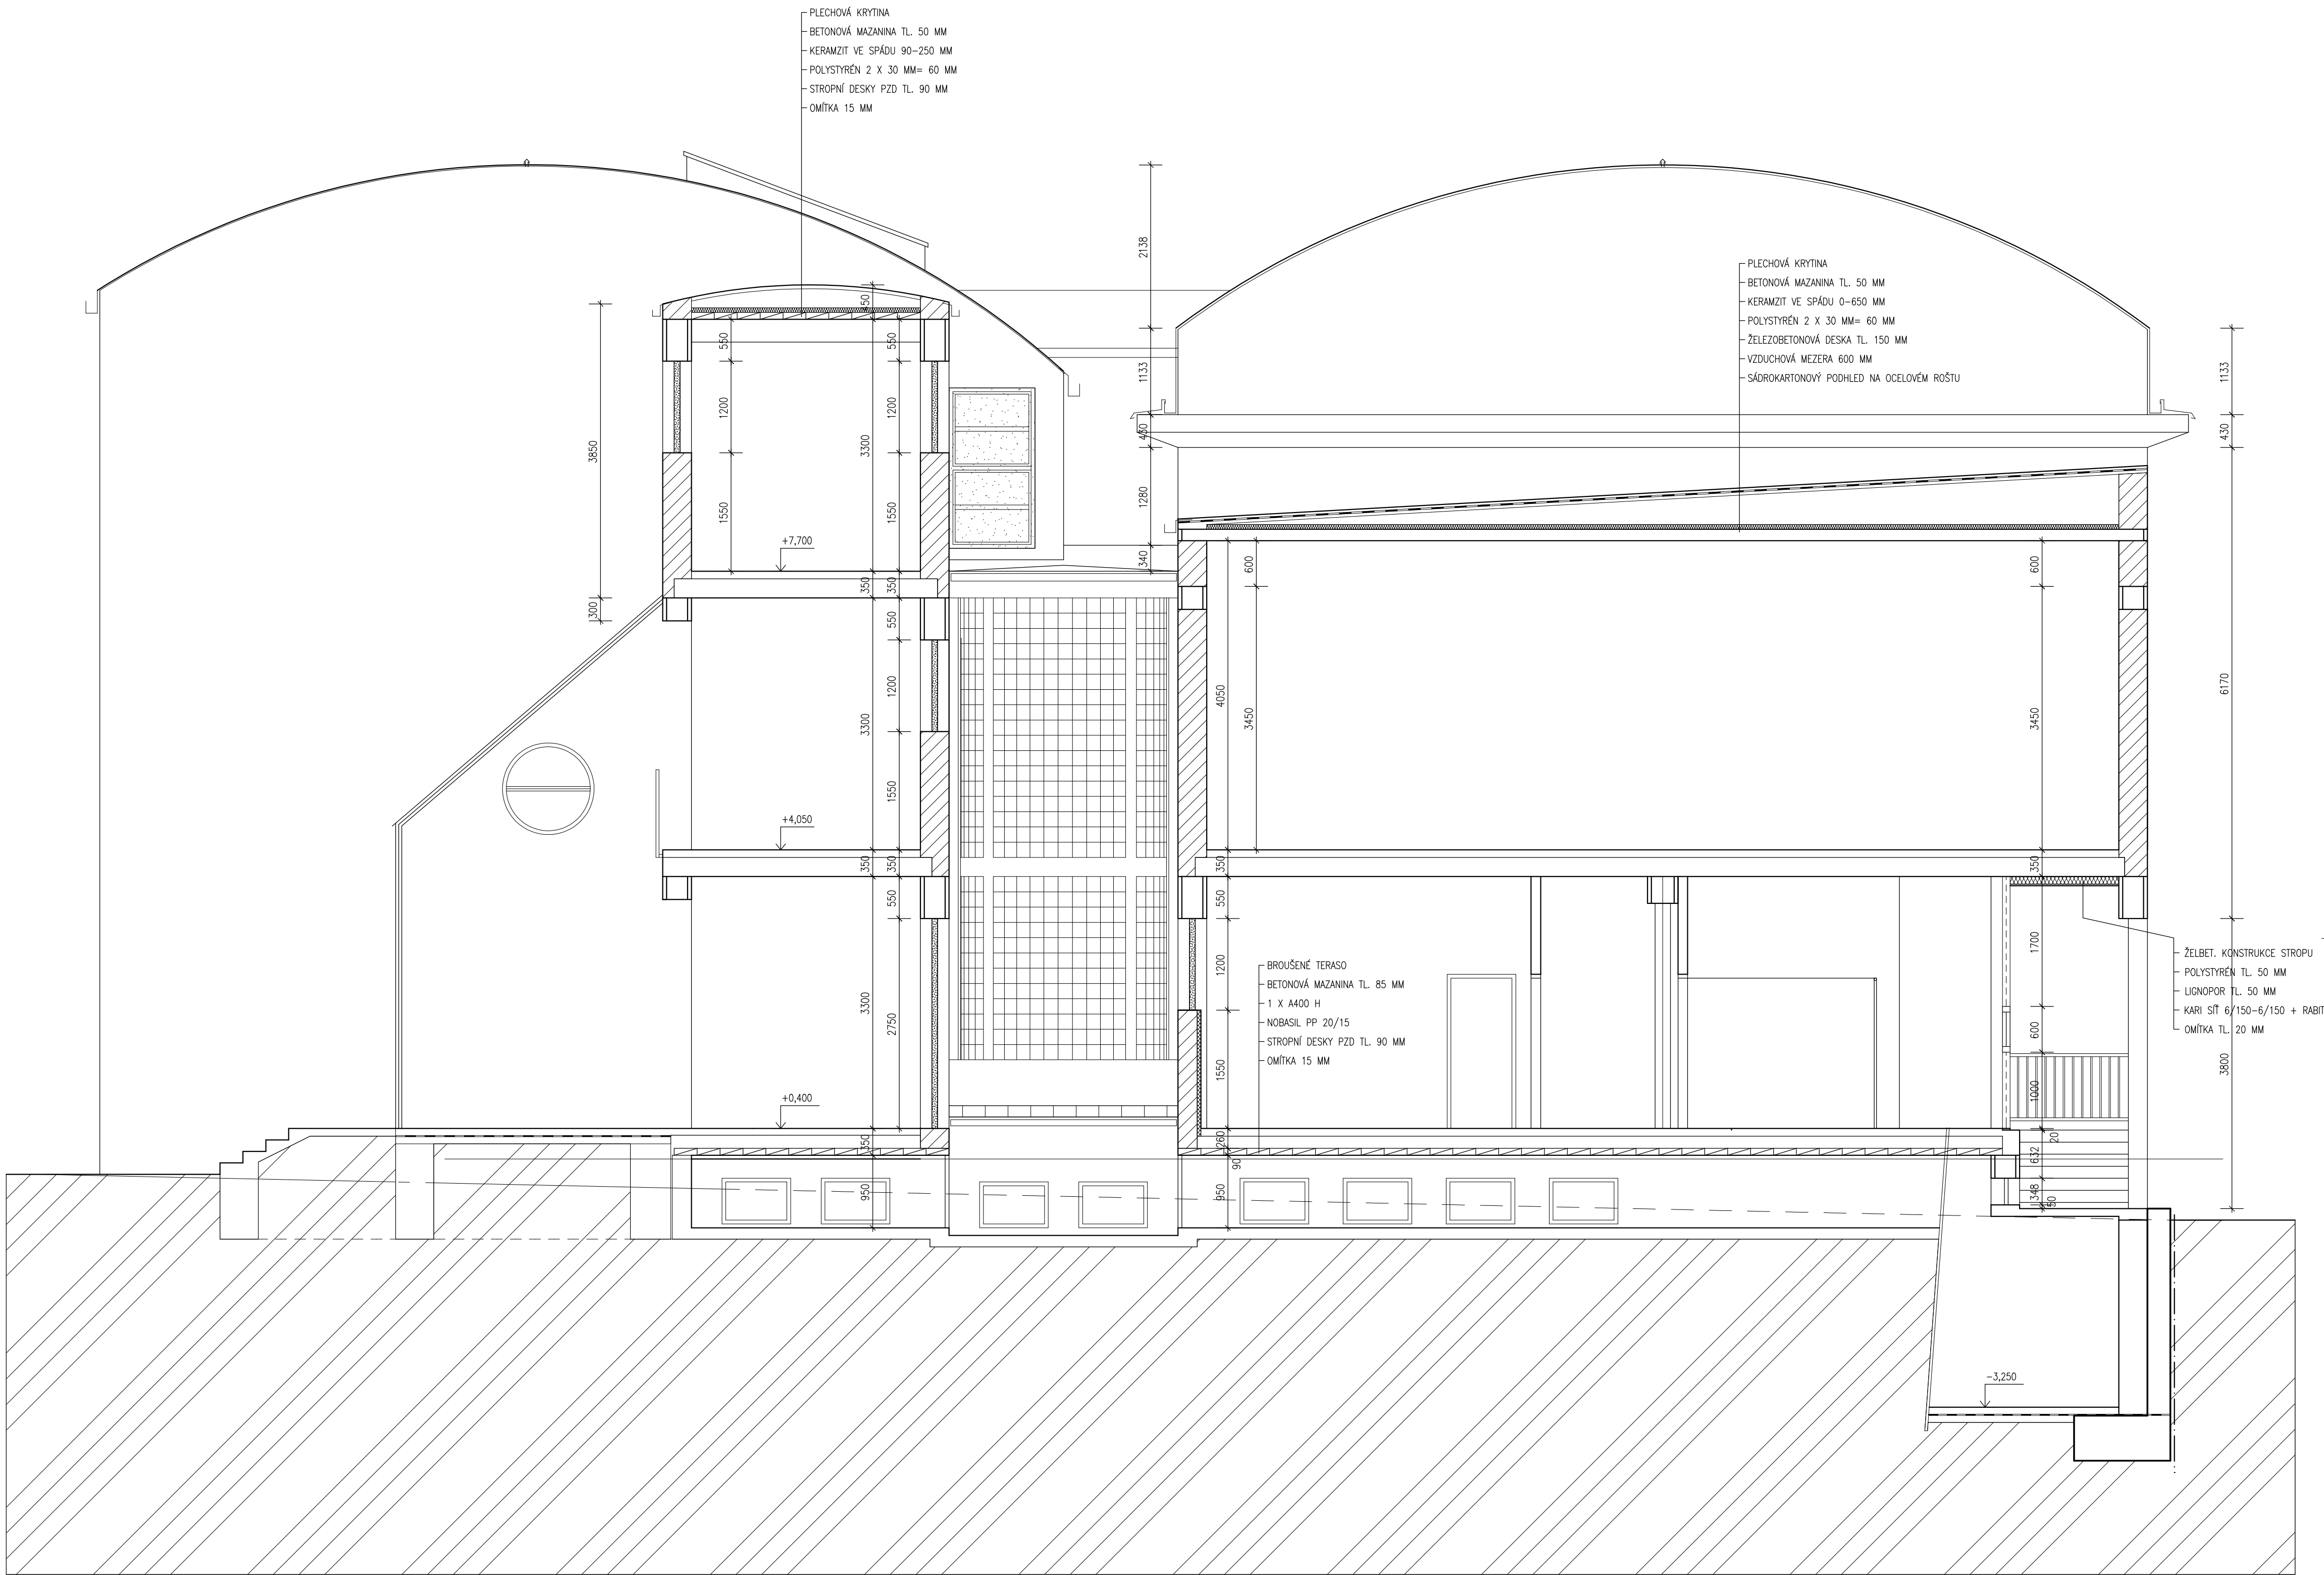 PLECHOVÁ KRYTINA
BETONOVÁ MAZANINA TL. 50 MM
KERAMZIT VE SPÁDU 90-250 MM
POLYSTYRÉN 2 X 30 MM= 60 MM
STROPNÍ DESKY PZD TL. 90 MM
OMÍTKA 15 MM
PLECHOVÁ KRYTINA
BETONOVÁ MAZANINA TL. 50 MM
KERAMZIT VE SPÁDU 0-650 MM
POLYSTYRÉN 2 X 30 MM= 60 MM
ŽELEZOBETONOVÁ DESKA TL. 150 MM
VZDUCHOVÁ MEZERA 600 MM
SÁDROKARTONOVÝ PODHLED NA OCELOVÉM ROŠTU
BROUŠENÉ TERASO
BETONOVÁ MAZANINA TL. 85 MM
1 X A400 H
NOBASIL PP 20/15
STROPNÍ DESKY PZD TL. 90 MM
OMÍTKA 15 MM
ŽELBET. KONSTRUKCE STROPU
POLYSTYRÉN TL. 50 MM
LIGNOPOR TL. 50 MM
KARI SÍŤ 6/150-6/150 + RABIT
OMÍTKA TL. 20 MM
+7,700
+4,050
+0,400
-3,250
3850
300
550
1200
1550
450
3300
350
3300
350
3300
350
950
550
1200
1550
350
550
1200
1550
350
550
2750
2138
1133
430
1280
340
4050
350
550
1200
1550
260
90
950
600
3450
600
3450
350
1700
600
1000
20
632
348
50
1133
430
6170
3800